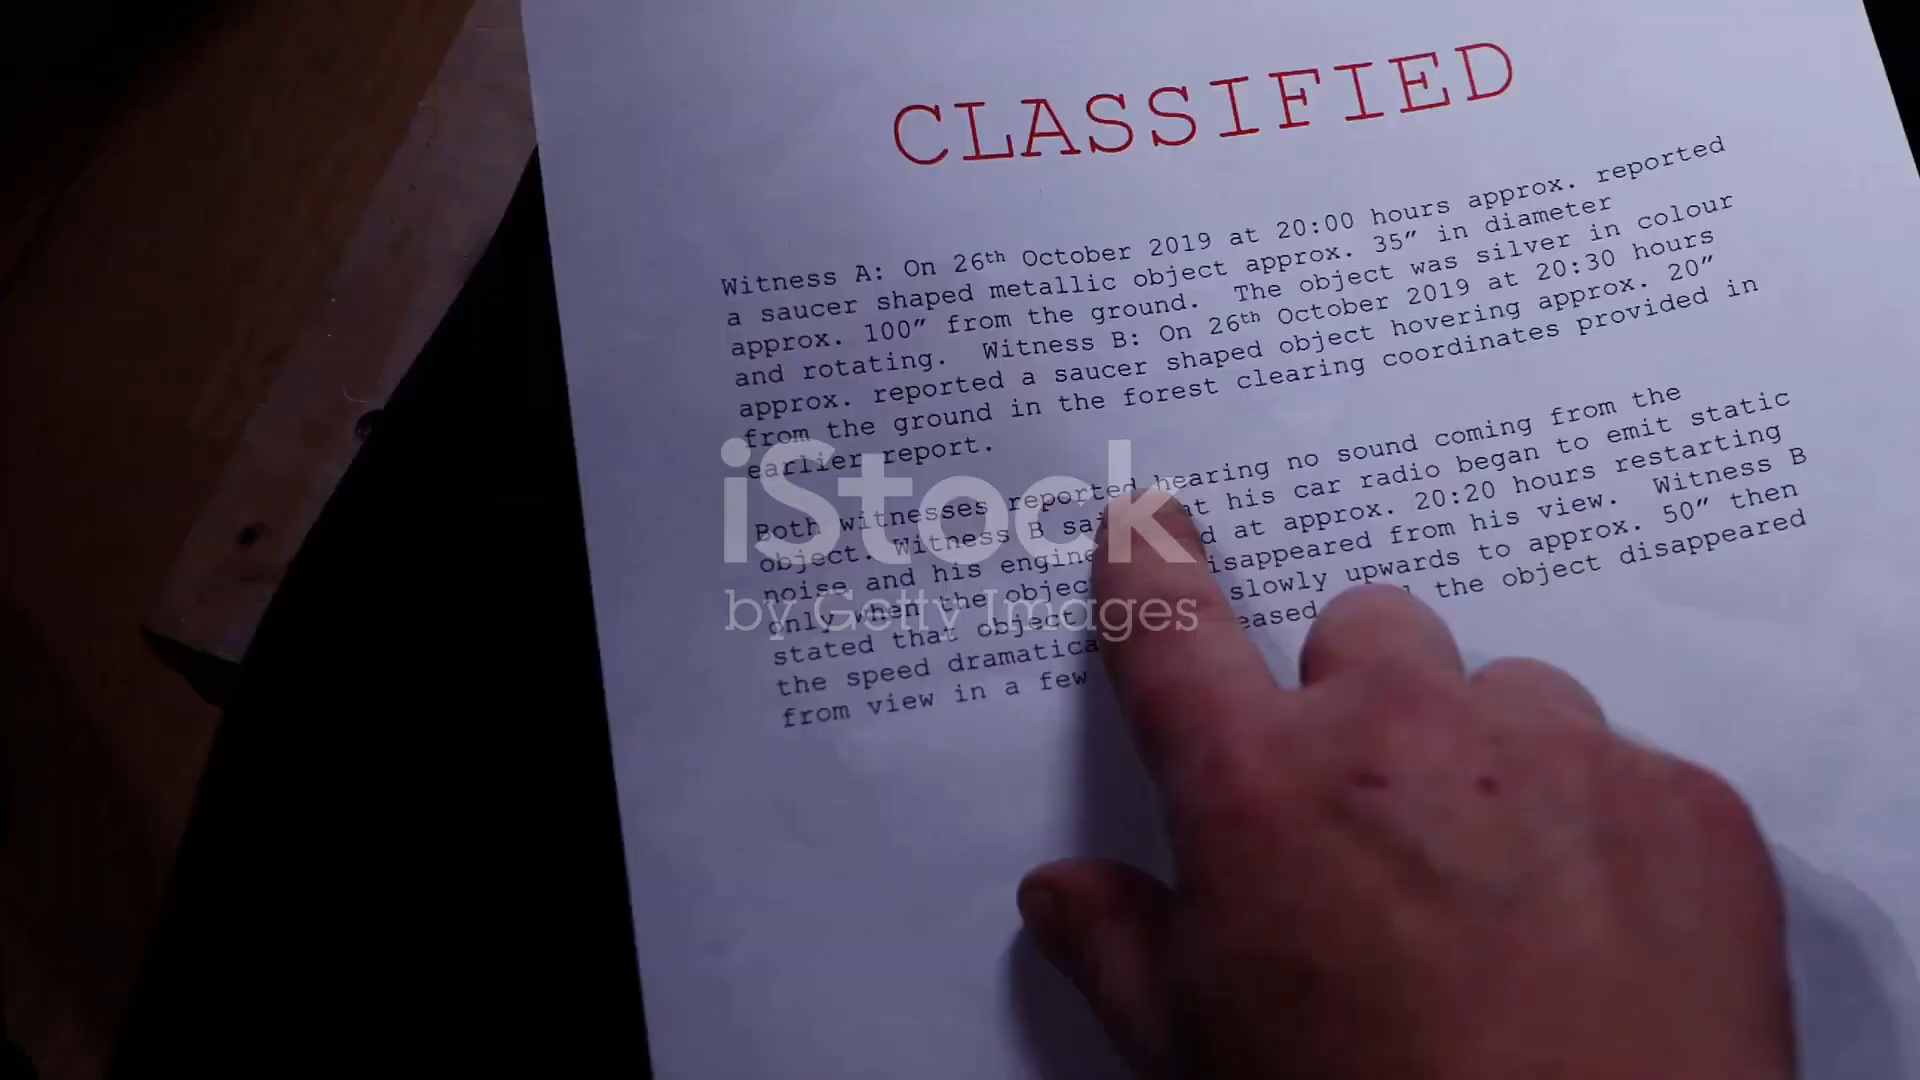 CLASSIFIED
Witness A: On 26th October 2019 at 20:00 hours approx. reported
a saucer shaped metallic object approx. 35” in diameter
approx. 100” from the ground. The object was silver in colour
and rotating. Witness B: On 26th October 2019 at 20:30 hours
approx. reported a saucer shaped object hovering approx. 20”
from the ground in the forest clearing coordinates provided in
earlier report.
Both witnesses reported hearing no sound coming from the
object. Witness B his car radio began to emit static
noise and his engine at approx. 20:20 hours restarting
only when the disappeared from his view. Witness B
stated that object slowly upwards to approx. 50” then
the speed the object disappeared
from view in a few
iStock
by Getty Images